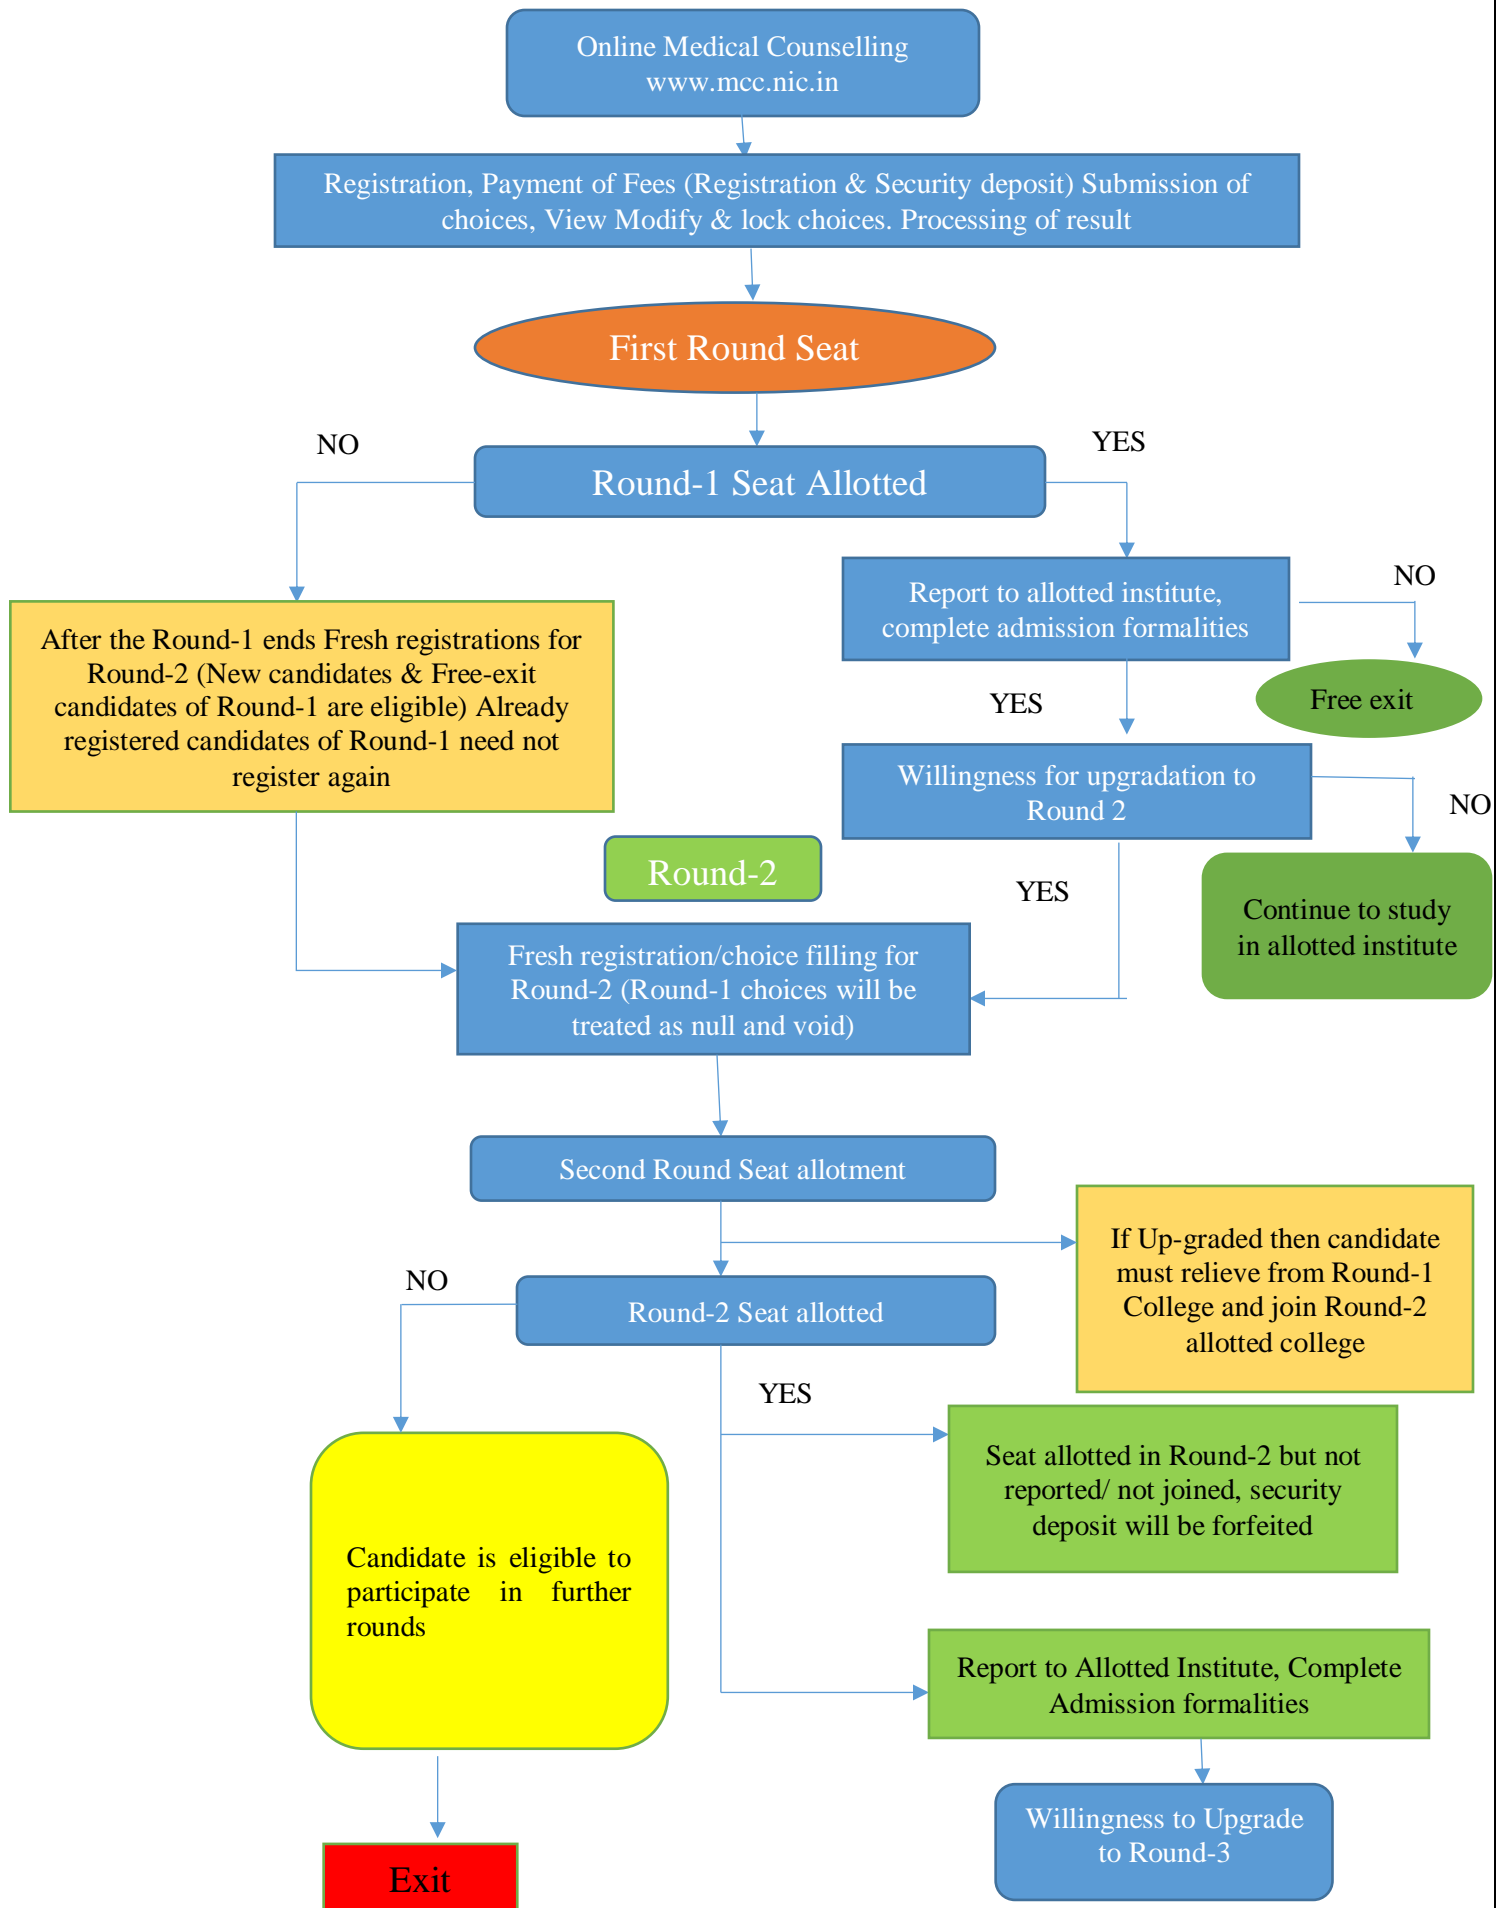 Online Medical Counselling
www.mcc.nic.in
Registration, Payment of Fees (Registration & Security deposit) Submission of
choices, View Modify & lock choices. Processing of result
First Round Seat
NO
YES
Round-1 Seat Allotted
Report to allotted institute,
complete admission formalities
NO
After the Round-1 ends Fresh registrations for
Round-2 (New candidates & Free-exit
candidates of Round-1 are eligible) Already
registered candidates of Round-1 need not
register again
YES
Free exit
Willingness for upgradation to
Round 2
NO
Round-2
YES
Continue to study
in allotted institute
Fresh registration/choice filling for
Round-2 (Round-1 choices will be
treated as null and void)
Second Round Seat allotment
If Up-graded then candidate
must relieve from Round-1
College and join Round-2
allotted college
NO
Round-2 Seat allotted
YES
Seat allotted in Round-2 but not
reported/ not joined, security
deposit will be forfeited
Candidate is eligible to
participate in further
rounds
Report to Allotted Institute, Complete
Admission formalities
Willingness to Upgrade
to Round-3
Exit